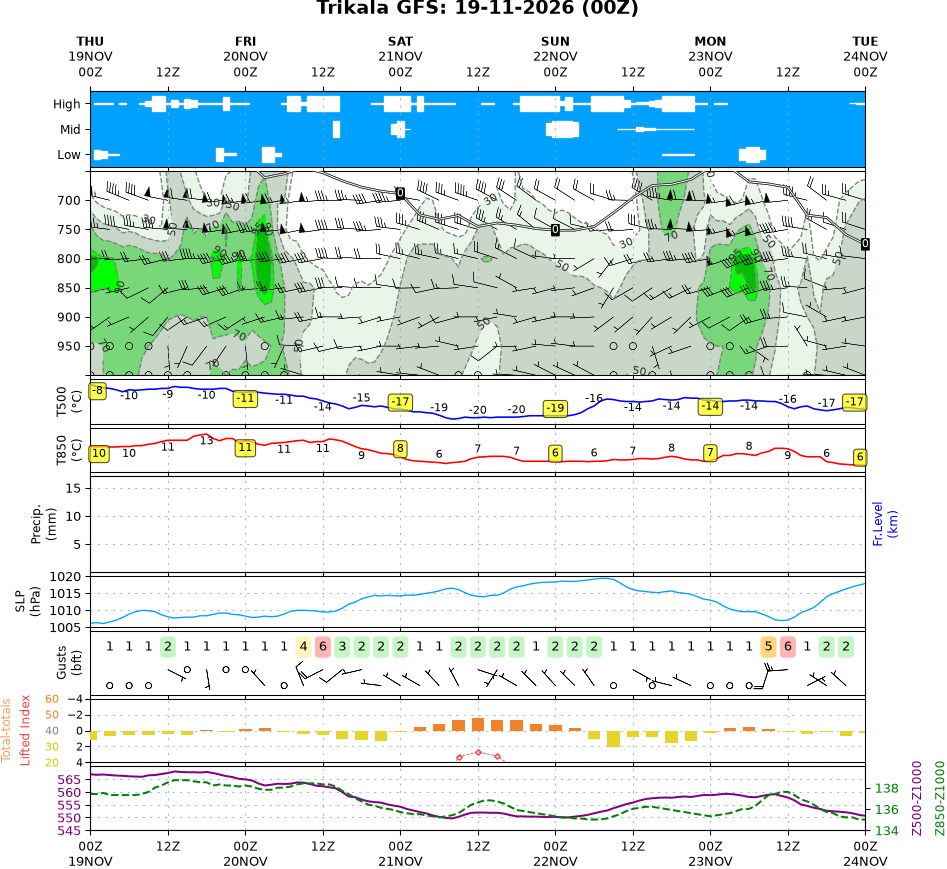 Trikala GFS: 19-11-2026 (00Z)
THU FRI SAT SUN MON TUE
19NOV 20NOV 21NOV 22NOV 23NOV 24NOV
00Z 12Z 00Z 12Z 00Z 12Z 00Z 12Z 00Z 12Z 00Z
High
Mid
Low
700
750
800
850
900
950
T500 (°C)
-8 -10 -9 -10 -11 -11 -14 -15 -17 -19 -20 -20 -19 -16 -14 -14 -14 -14 -16 -17 -17
T850 (°C)
10 10 11 13 11 11 11 9 8 6 7 7 6 6 7 8 7 8 9 6 6
Precip. (mm)
15
10
5
Fr.Level (km)
SLP (hPa)
1020
1015
1010
1005
Gusts (bft)
1 1 1 2 1 1 1 1 1 1 4 6 3 2 2 2 1 1 2 2 2 2 1 2 2 2 1 1 1 1 1 1 1 1 5 6 1 2 2
Total-totals
Lifted Index
60 −4
50 −2
40 0
30 2
20 4
565
560
555
550
545
138
136
134
Z500-Z1000
Z850-Z1000
00Z 12Z 00Z 12Z 00Z 12Z 00Z 12Z 00Z 12Z 00Z
19NOV 20NOV 21NOV 22NOV 23NOV 24NOV